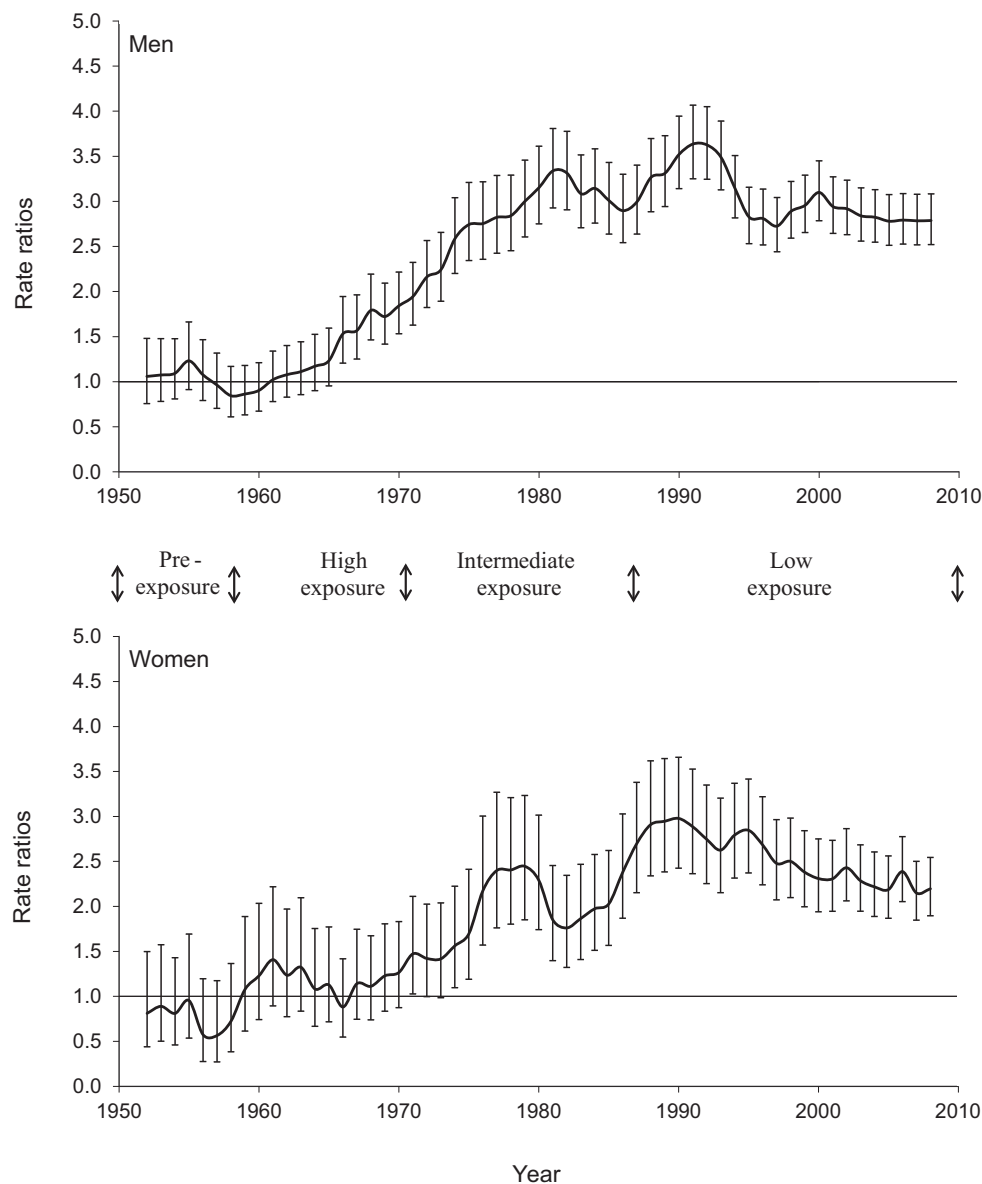 Men
Rate ratios
5.0
4.5
4.0
3.5
3.0
2.5
2.0
1.5
1.0
0.5
0.0
1950 1960 1970 1980 1990 2000 2010
Pre - High Intermediate Low
exposure exposure exposure exposure
Women
Rate ratios
5.0
4.5
4.0
3.5
3.0
2.5
2.0
1.5
1.0
0.5
0.0
1950 1960 1970 1980 1990 2000 2010
Year